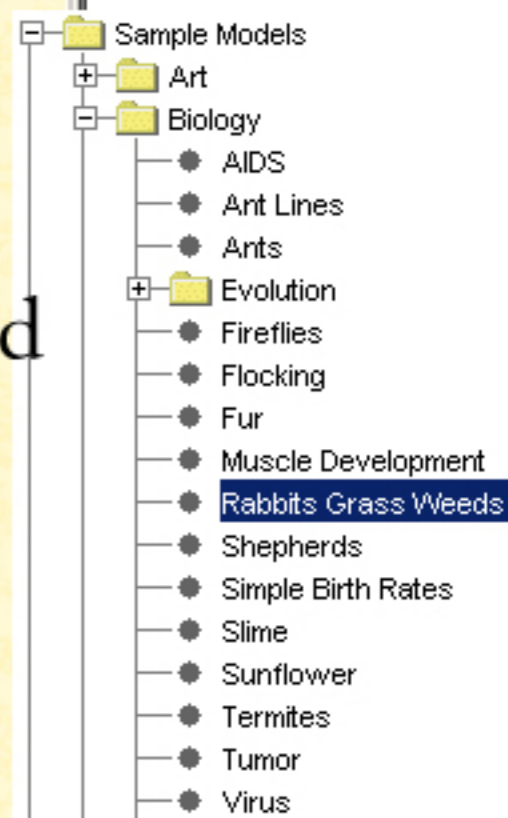 Sample Models
Art
Biology
AIDS
Ant Lines
Ants
Evolution
d
Fireflies
Flocking
Fur
Muscle Development
Rabbits Grass Weeds
Shepherds
Simple Birth Rates
Slime
Sunflower
Termites
Tumor
Virus